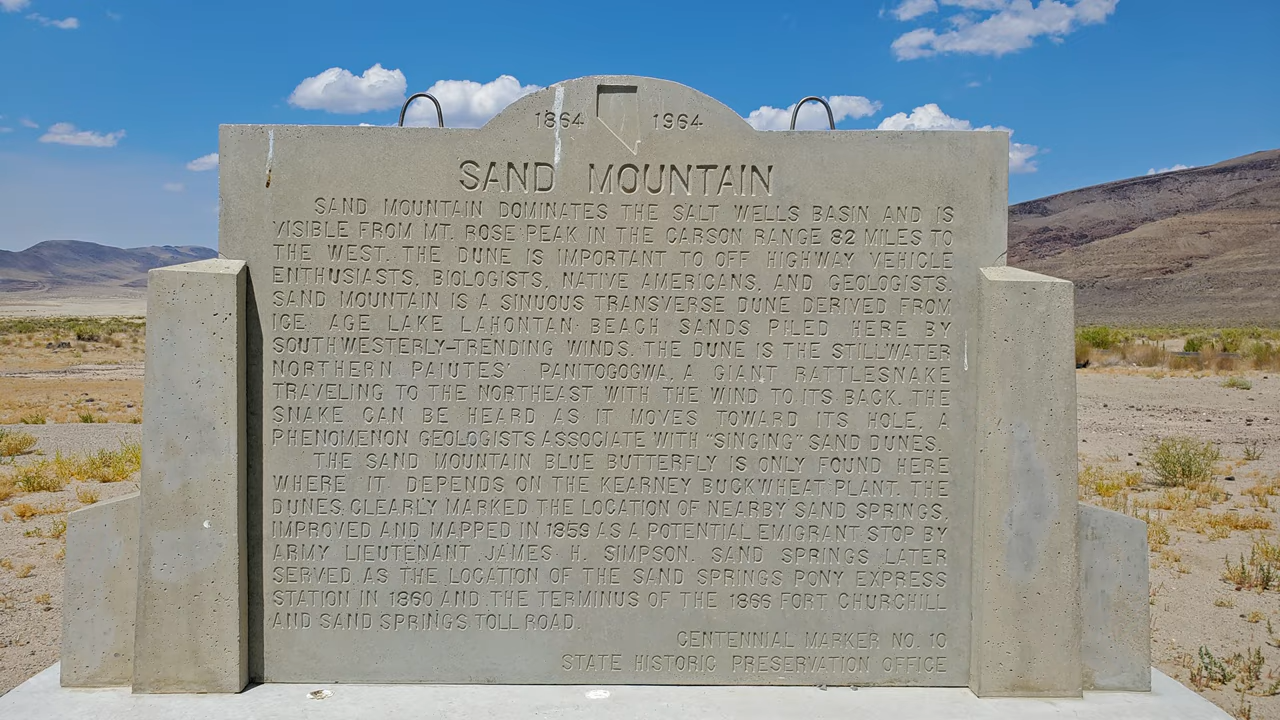 1864 1964
SAND MOUNTAIN
SAND MOUNTAIN DOMINATES THE SALT WELLS BASIN AND IS
VISIBLE FROM MT. ROSE PEAK IN THE CARSON RANGE 82 MILES TO
THE WEST. THE DUNE IS IMPORTANT TO OFF HIGHWAY VEHICLE
ENTHUSIASTS, BIOLOGISTS, NATIVE AMERICANS, AND GEOLOGISTS.
SAND MOUNTAIN IS A SINUOUS TRANSVERSE DUNE DERIVED FROM
ICE AGE LAKE LAHONTAN BEACH SANDS PILED HERE BY
SOUTHWESTERLY-TRENDING WINDS. THE DUNE IS THE STILLWATER
NORTHERN PAIUTES' PANITOGOGWA, A GIANT RATTLESNAKE
TRAVELING TO THE NORTHEAST WITH THE WIND TO ITS BACK. THE
SNAKE CAN BE HEARD AS IT MOVES TOWARD ITS HOLE, A
PHENOMENON GEOLOGISTS ASSOCIATE WITH "SINGING" SAND DUNES.
THE SAND MOUNTAIN BLUE BUTTERFLY IS ONLY FOUND HERE
WHERE IT DEPENDS ON THE KEARNEY BUCKWHEAT PLANT. THE
DUNES CLEARLY MARKED THE LOCATION OF NEARBY SAND SPRINGS,
IMPROVED AND MAPPED IN 1859 AS A POTENTIAL EMIGRANT STOP BY
ARMY LIEUTENANT JAMES H. SIMPSON. SAND SPRINGS LATER
SERVED AS THE LOCATION OF THE SAND SPRINGS PONY EXPRESS
STATION IN 1860 AND THE TERMINUS OF THE 1866 FORT CHURCHILL
AND SAND SPRINGS TOLL ROAD.
CENTENNIAL MARKER NO. 10
STATE HISTORIC PRESERVATION OFFICE